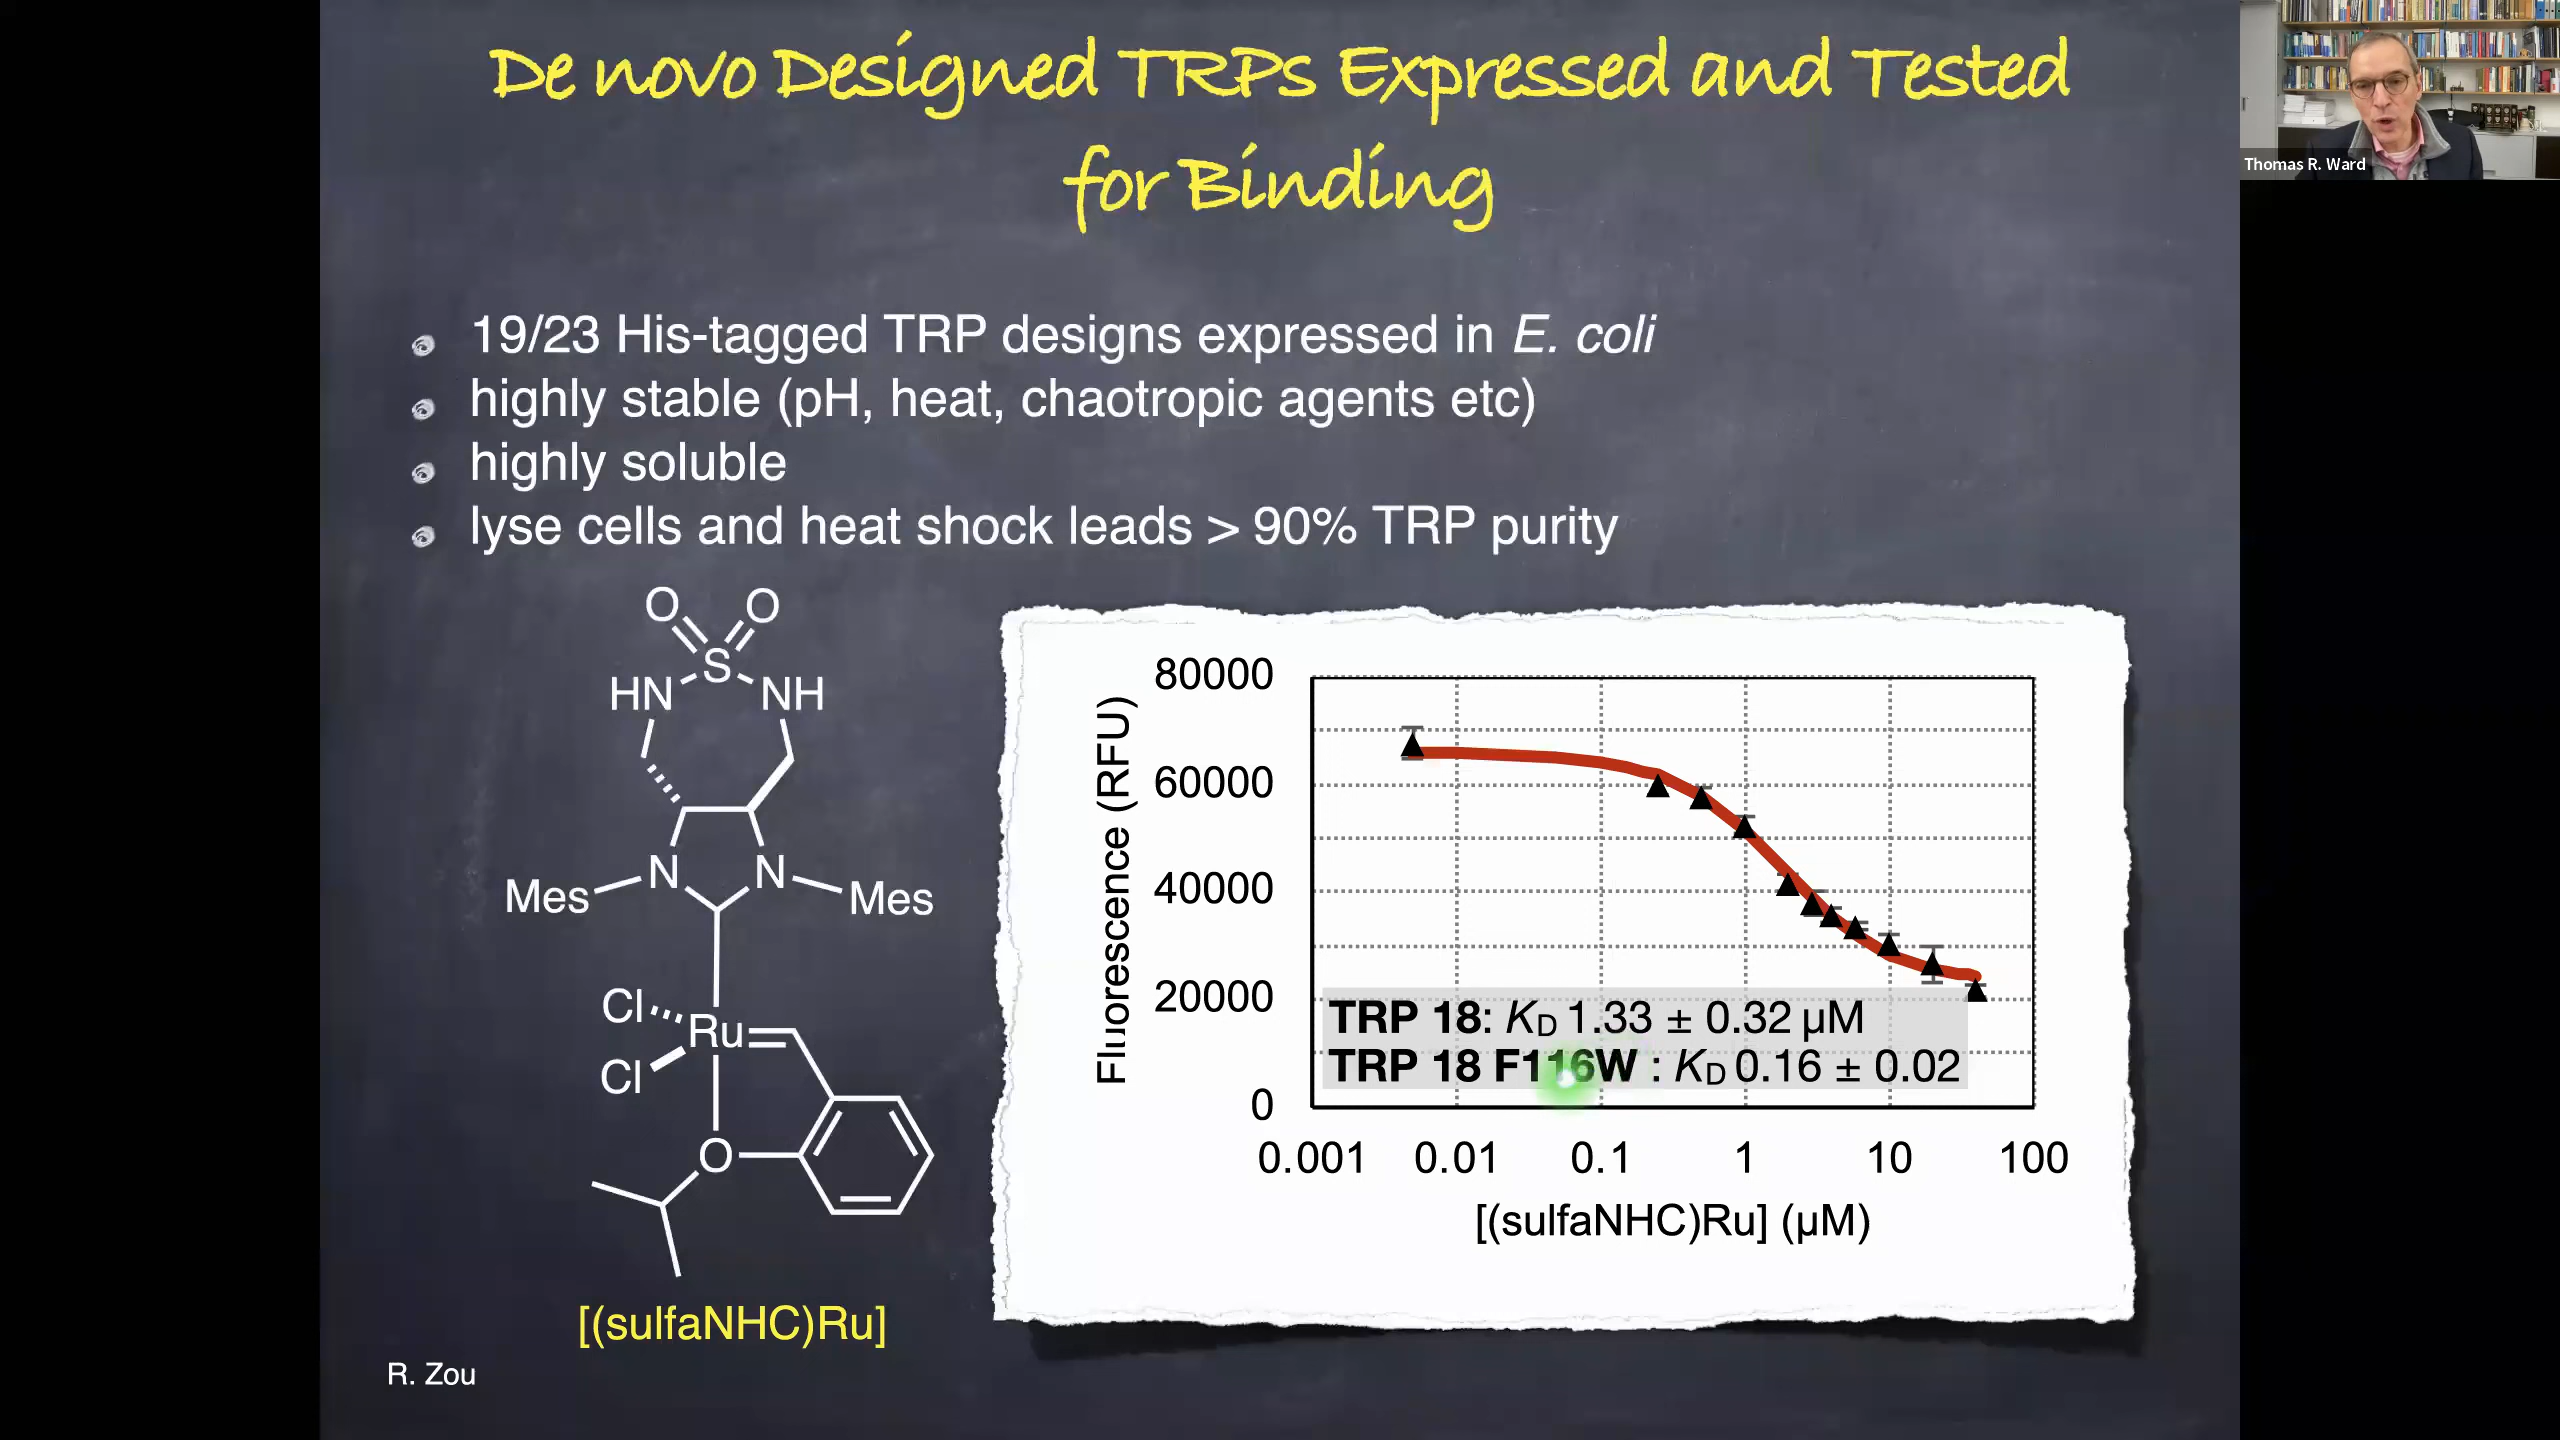 De novo Designed TRPs Expressed and Tested
for Binding
Thomas R. Ward
19/23 His-tagged TRP designs expressed in E. coli
highly stable (pH, heat, chaotropic agents etc)
highly soluble
lyse cells and heat shock leads > 90% TRP purity
O O
S
HN NH
N N
Mes Mes
Cl
Ru
Cl
O
[(sulfaNHC)Ru]
R. Zou
Fluorescence (RFU)
80000
60000
40000
20000
0
TRP 18: KD 1.33 ± 0.32 µM
TRP 18 F116W : KD 0.16 ± 0.02
0.001 0.01 0.1 1 10 100
[(sulfaNHC)Ru] (µM)